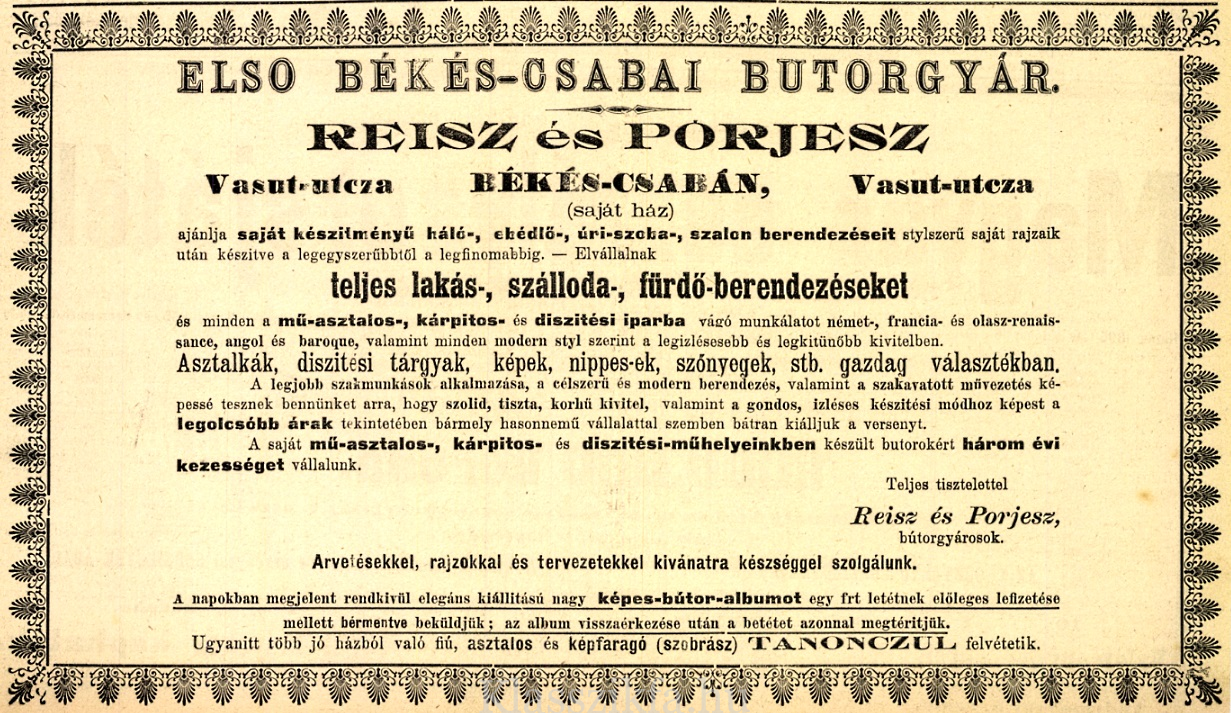 ELSO BÉKÉS-CSABAI BUTORGYÁR.
REISZ és PORJESZ
Vasut-utcza BÉKÉS-CSABÁN, Vasut-utcza
(saját ház)
ajánlja saját készitményű háló-, ebédlő-, úri-szoba-, szalon berendezéseit stylszerű saját rajzaik
után készitve a legegyszerűbbtől a legfinomabbig. — Elvállalnak
teljes lakás-, szálloda-, fürdő-berendezéseket
és minden a mű-asztalos-, kárpitos- és diszitési iparba vágó munkálatot német-, francia- és olasz-renais-
sance, angol és baroque, valamint minden modern styl szerint a legizlésesebb és legkitünőbb kivitelben.
Asztalkák, diszitési tárgyak, képek, nippes-ek, szőnyegek, stb. gazdag választékban.
A legjobb szakmunkások alkalmazása, a célszerű és modern berendezés, valamint a szakavatott művezetés ké-
pessé tesznek bennünket arra, hogy szolid, tiszta, korhű kivitel, valamint a gondos, izléses készitési módhoz képest a
legolcsóbb árak tekintetében bármely hasonnemű vállalattal szemben bátran kiálljuk a versenyt.
A saját mű-asztalos-, kárpitos- és diszitési-műhelyeinkben készült butorokért három évi
kezességet vállalunk.
Teljes tisztelettel
Reisz és Porjesz,
bútorgyárosok.
Arvetésekkel, rajzokkal és tervezetekkel kivánatra készséggel szolgálunk.
A napokban megjelent rendkivül elegáns kiállitású nagy képes-bútor-albumot egy frt letétnek előleges lefizetése
mellett bérmentve beküldjük; az album visszaérkezése után a betétet azonnal megtéritjük.
Ugyanitt több jó házból való fiú, asztalos és képfaragó (szobrász) TANONCZUL felvétetik.
Klasszikfa.hu